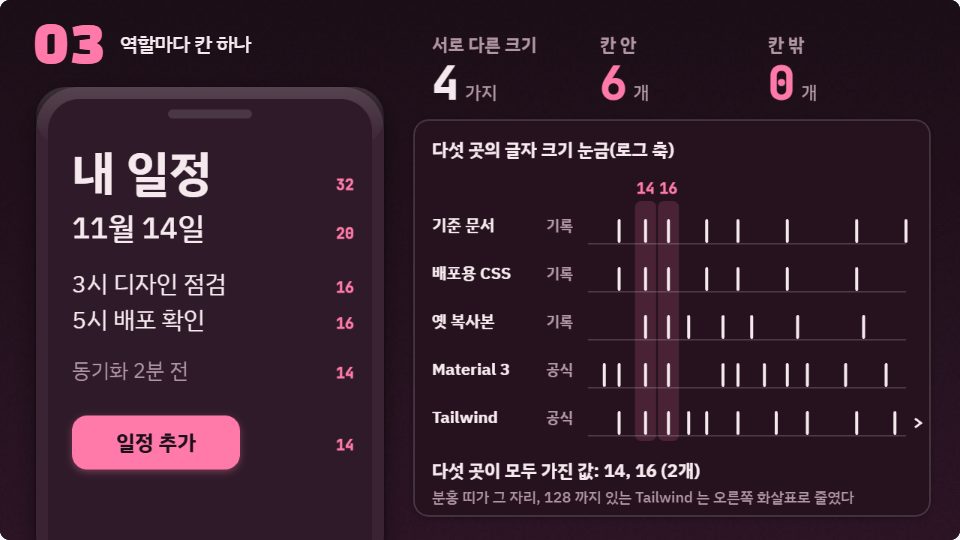 03 역할마다 칸 하나
내 일정 32
11월 14일 20
3시 디자인 점검 16
5시 배포 확인 16
동기화 2분 전 14
일정 추가 14
서로 다른 크기 칸 안 칸 밖
4 가지 6 개 0 개
다섯 곳의 글자 크기 눈금(로그 축)
14 16
기준 문서 기록
배포용 CSS 기록
옛 복사본 기록
Material 3 공식
Tailwind 공식
다섯 곳이 모두 가진 값: 14, 16 (2개)
분홍 띠가 그 자리, 128 까지 있는 Tailwind 는 오른쪽 화살표로 줄였다